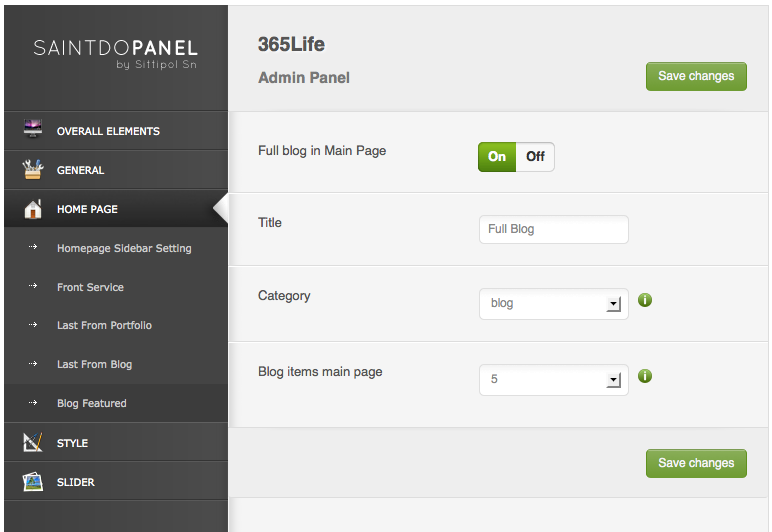 SAINTDOPANEL
by Sittipol Sn
OVERALL ELEMENTS
GENERAL
HOME PAGE
Homepage Sidebar Setting
Front Service
Last From Portfolio
Last From Blog
Blog Featured
STYLE
SLIDER
365Life
Admin Panel
Save changes
Full blog in Main Page
On Off
Title
Full Blog
Category
blog
i
Blog items main page
5
i
Save changes